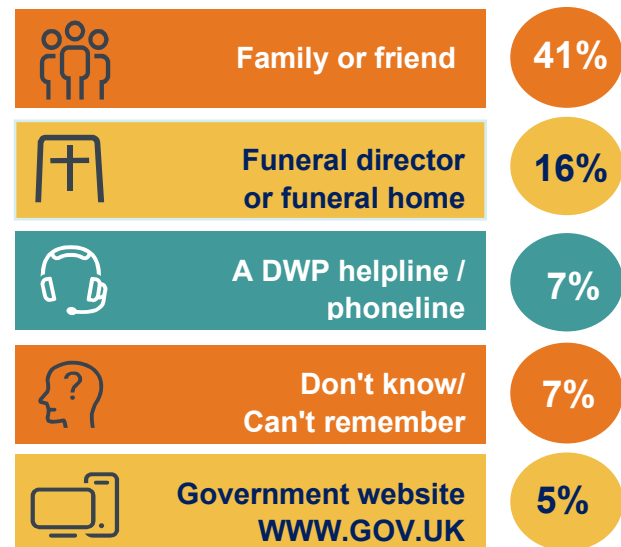 Family or friend 41%
Funeral director
or funeral home
16%
A DWP helpline /
phoneline
7%
?
Don't know/
Can't remember
7%
Government website
WWW.GOV.UK
5%